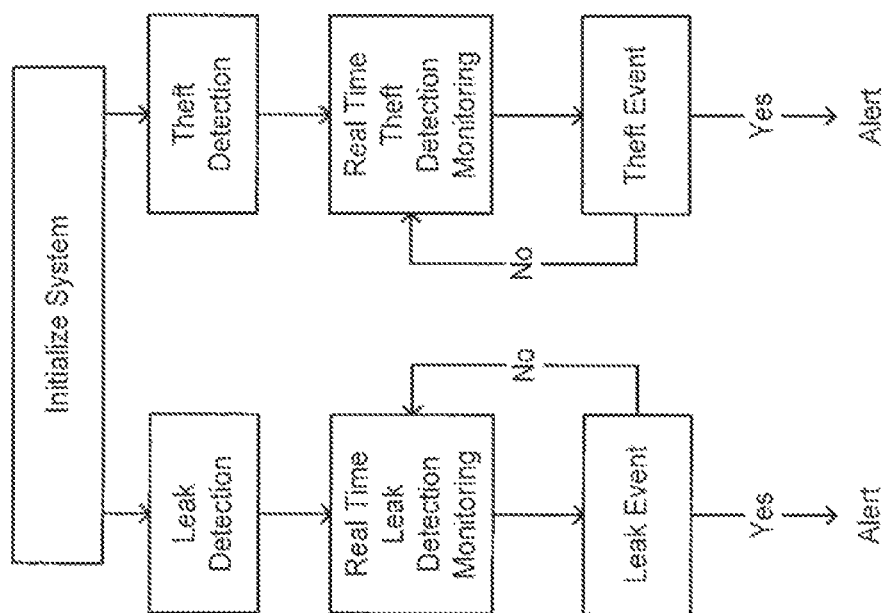 Initialize System
Leak
Detection
Theft
Detection
Real Time
Leak
Detection
Monitoring
Real Time
Theft
Detection
Monitoring
No
No
Leak Event
Theft Event
Yes
Yes
Alert
Alert